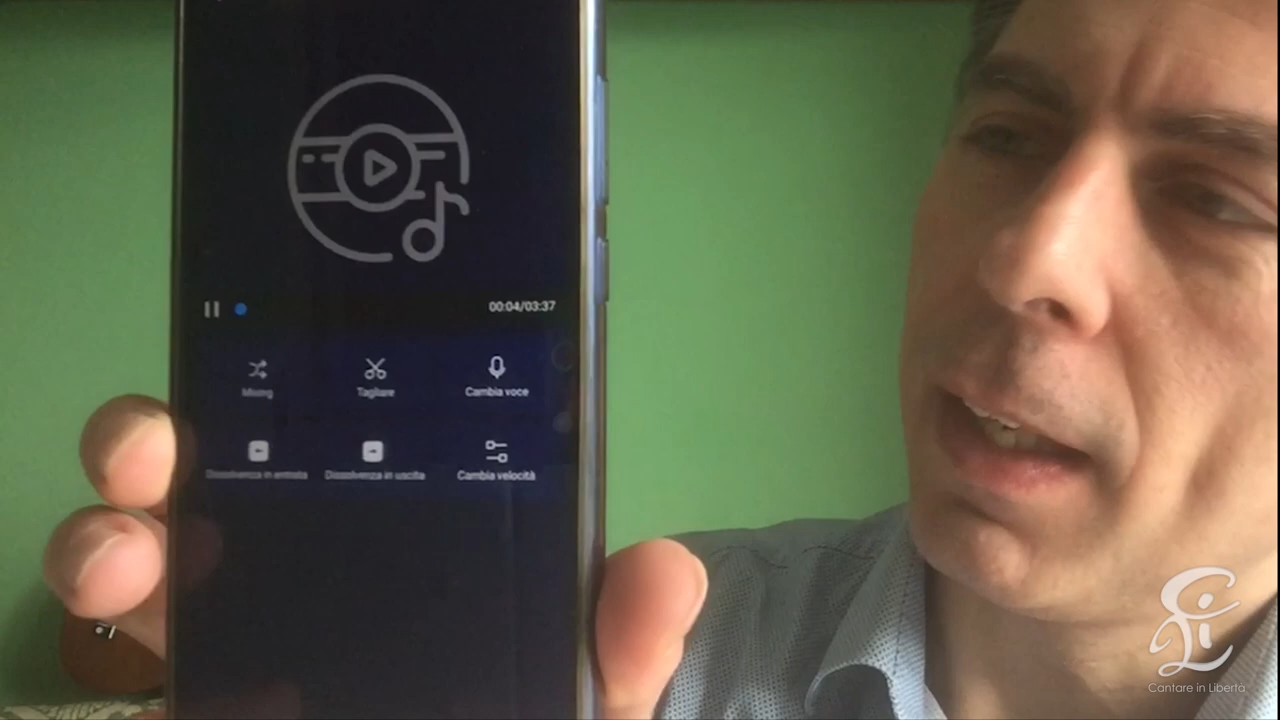 00:04/03:37
Mixing
Tagliare
Cambia voce
Dissolvenza in entrata
Dissolvenza in uscita
Cambia velocità
Cantare in Libertà